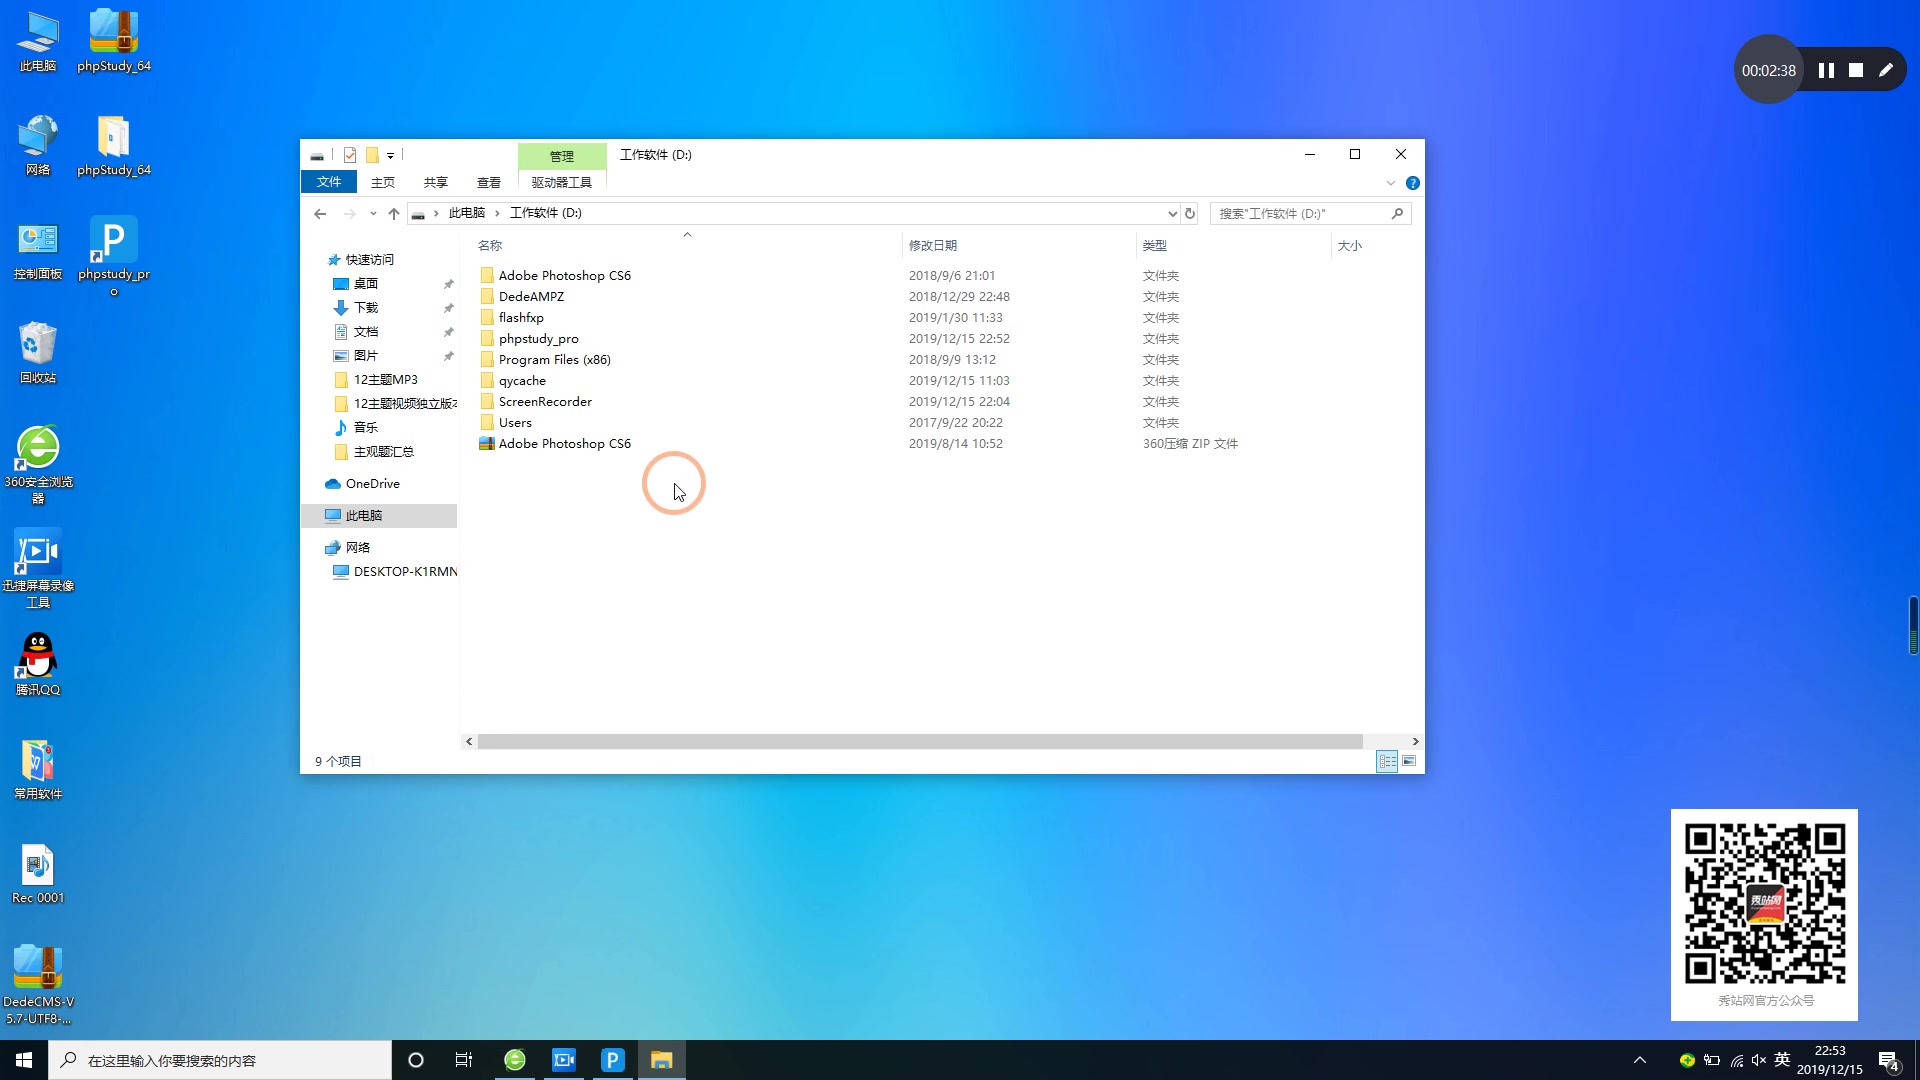 此电脑
phpStudy_64
网络
phpStudy_64
控制面板
phpstudy_pro
回收站
360安全浏览
器
迅捷屏幕录像
工具
腾讯QQ
常用软件
Rec 0001
DedeCMS-V
5.7-UTF8-...
00:02:38
管理
工作软件 (D:)
文件
主页
共享
查看
驱动器工具
此电脑
工作软件 (D:)
搜索"工作软件 (D:)"
快速访问
桌面
下载
文档
图片
12主题MP3
12主题视频独立版
音乐
主观题汇总
OneDrive
此电脑
网络
DESKTOP-K1RMN
名称 修改日期 类型 大小
Adobe Photoshop CS6 2018/9/6 21:01 文件夹
DedeAMPZ 2018/12/29 22:48 文件夹
flashfxp 2019/1/30 11:33 文件夹
phpstudy_pro 2019/12/15 22:52 文件夹
Program Files (x86) 2018/9/9 13:12 文件夹
qycache 2019/12/15 11:03 文件夹
ScreenRecorder 2019/12/15 22:04 文件夹
Users 2017/9/22 20:22 文件夹
Adobe Photoshop CS6 2019/8/14 10:52 360压缩 ZIP 文件
9 个项目
秀站网
秀站网官方公众号
在这里输入你要搜索的内容
英
22:53
2019/12/15
4